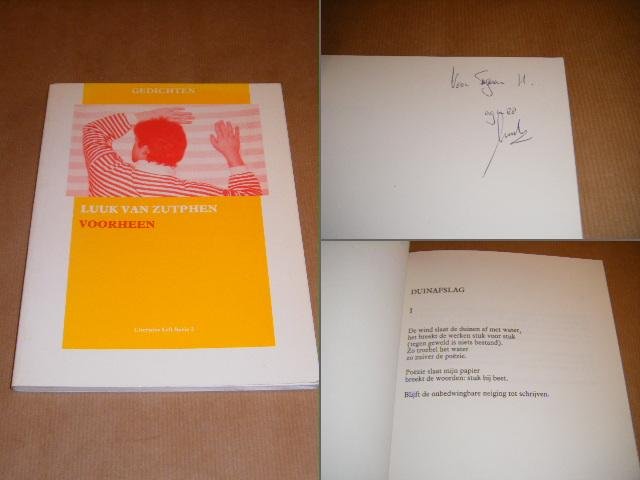 GEDICHTEN
LUUK VAN ZUTPHEN
VOORHEEN
Literaire Lift Serie 2
Voor H.
DUINAFSLAG
I
De wind slaat de duinen af met water,
het breekt de werken stuk voor stuk
(tegen geweld is niets bestand).
Zo troebel het water
zo zuiver de poëzie.
Poëzie slaat mijn papier
breekt de woorden: stuk bij beet.
Blijft de onbedwingbare neiging tot schrijven.